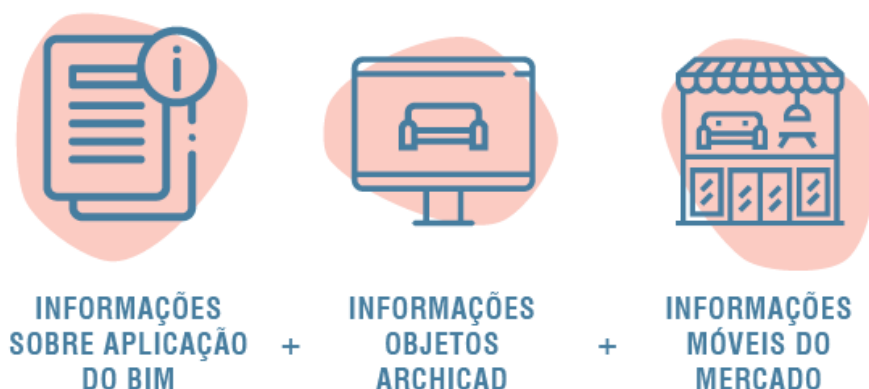 INFORMAÇÕES
SOBRE APLICAÇÃO
DO BIM
+
INFORMAÇÕES
OBJETOS
ARCHICAD
+
INFORMAÇÕES
MÓVEIS DO
MERCADO